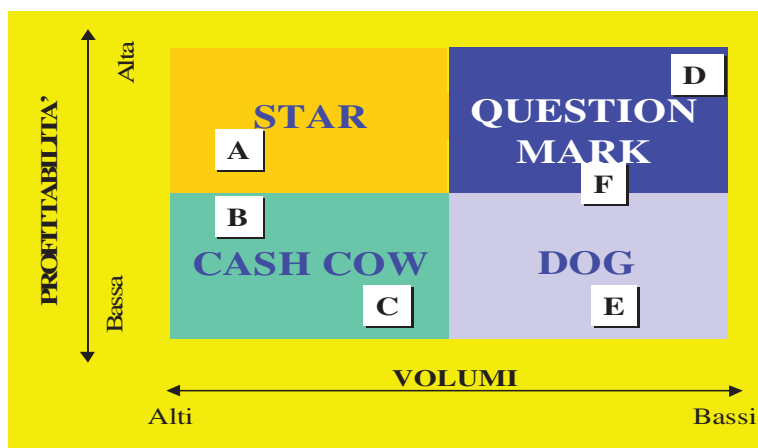 Alta
D
STAR
QUESTION
MARK
A
F
PROFITTABILITA'
B
CASH COW
DOG
C
E
Bassa
VOLUMI
Alti
Bassi